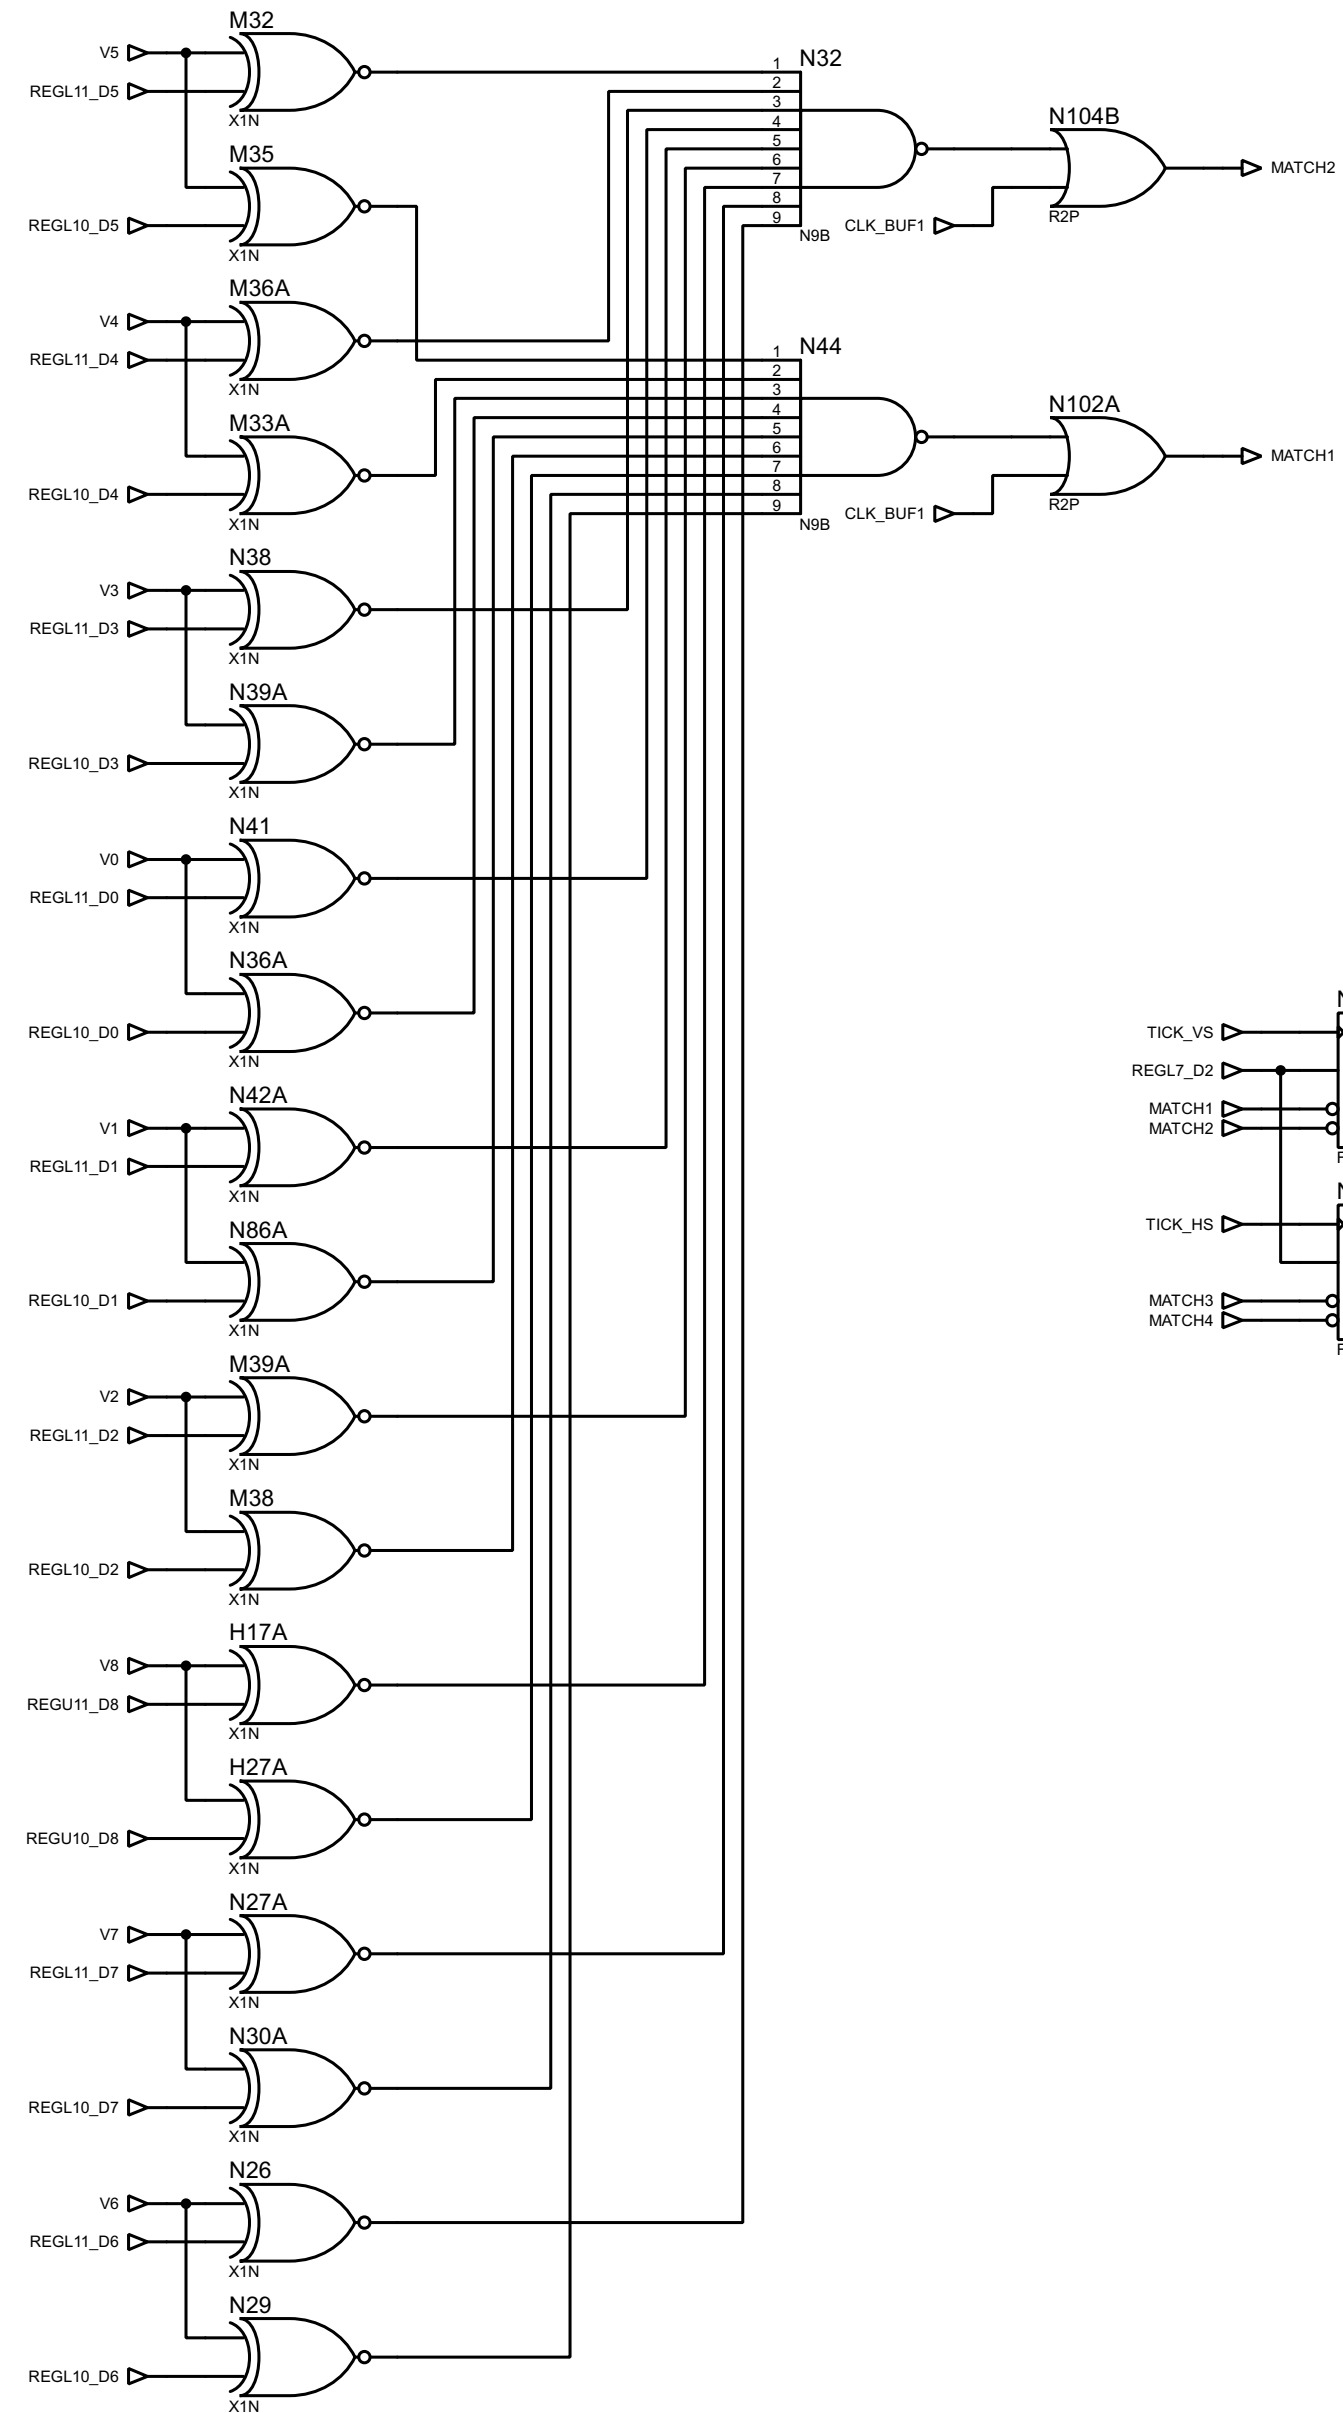 M32
V5
REGL11_D5
X1N
M35
REGL10_D5
X1N
M36A
V4
REGL11_D4
X1N
M33A
REGL10_D4
X1N
N38
V3
REGL11_D3
X1N
N39A
REGL10_D3
X1N
N41
V0
REGL11_D0
X1N
N36A
REGL10_D0
X1N
N42A
V1
REGL11_D1
X1N
N86A
REGL10_D1
X1N
M39A
V2
REGL11_D2
X1N
M38
REGL10_D2
X1N
H17A
V8
REGU11_D8
X1N
H27A
REGU10_D8
X1N
N27A
V7
REGL11_D7
X1N
N30A
REGL10_D7
X1N
N26
V6
REGL11_D6
X1N
N29
REGL10_D6
X1N
N32
1
2
3
4
5
6
7
8
9
N9B
N104B
CLK_BUF1
R2P
MATCH2
N44
1
2
3
4
5
6
7
8
9
N9B
N102A
CLK_BUF1
R2P
MATCH1
TICK_VS
REGL7_D2
MATCH1
MATCH2
TICK_HS
MATCH3
MATCH4